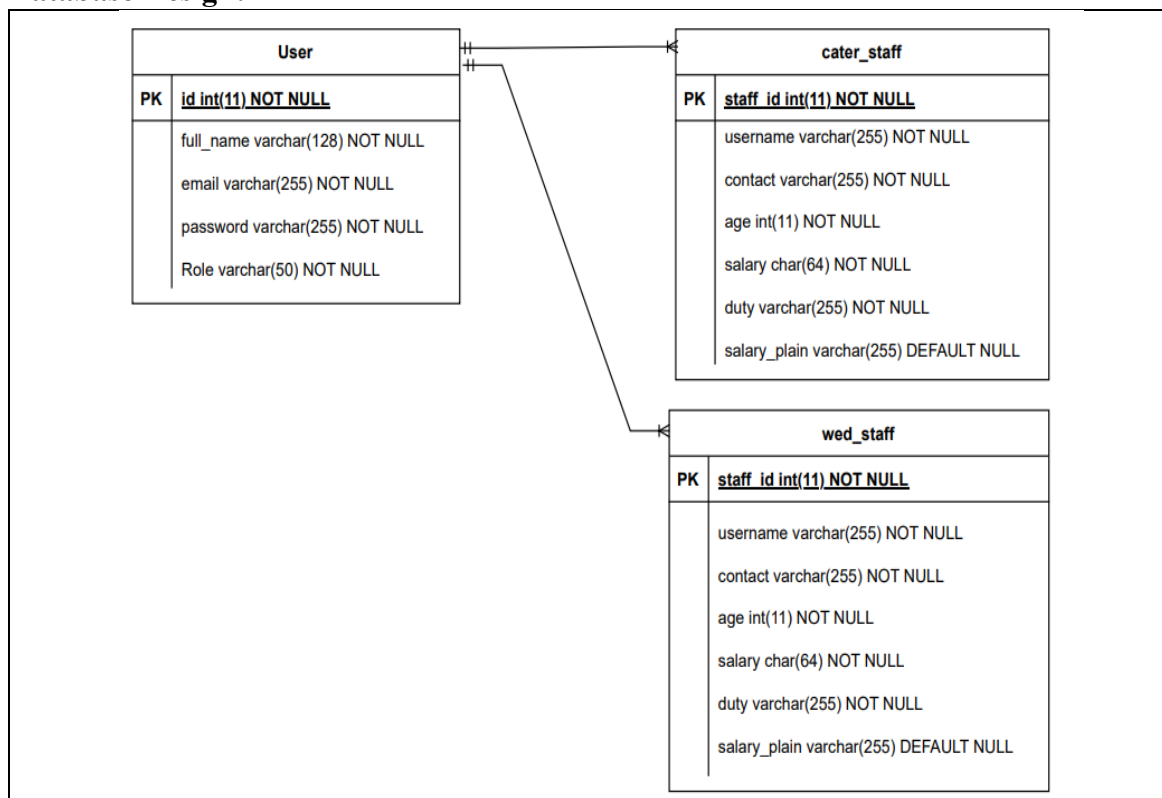 User
PK id int(11) NOT NULL
full_name varchar(128) NOT NULL
email varchar(255) NOT NULL
password varchar(255) NOT NULL
Role varchar(50) NOT NULL
cater_staff
PK staff_id int(11) NOT NULL
username varchar(255) NOT NULL
contact varchar(255) NOT NULL
age int(11) NOT NULL
salary char(64) NOT NULL
duty varchar(255) NOT NULL
salary_plain varchar(255) DEFAULT NULL
wed_staff
PK staff_id int(11) NOT NULL
username varchar(255) NOT NULL
contact varchar(255) NOT NULL
age int(11) NOT NULL
salary char(64) NOT NULL
duty varchar(255) NOT NULL
salary_plain varchar(255) DEFAULT NULL